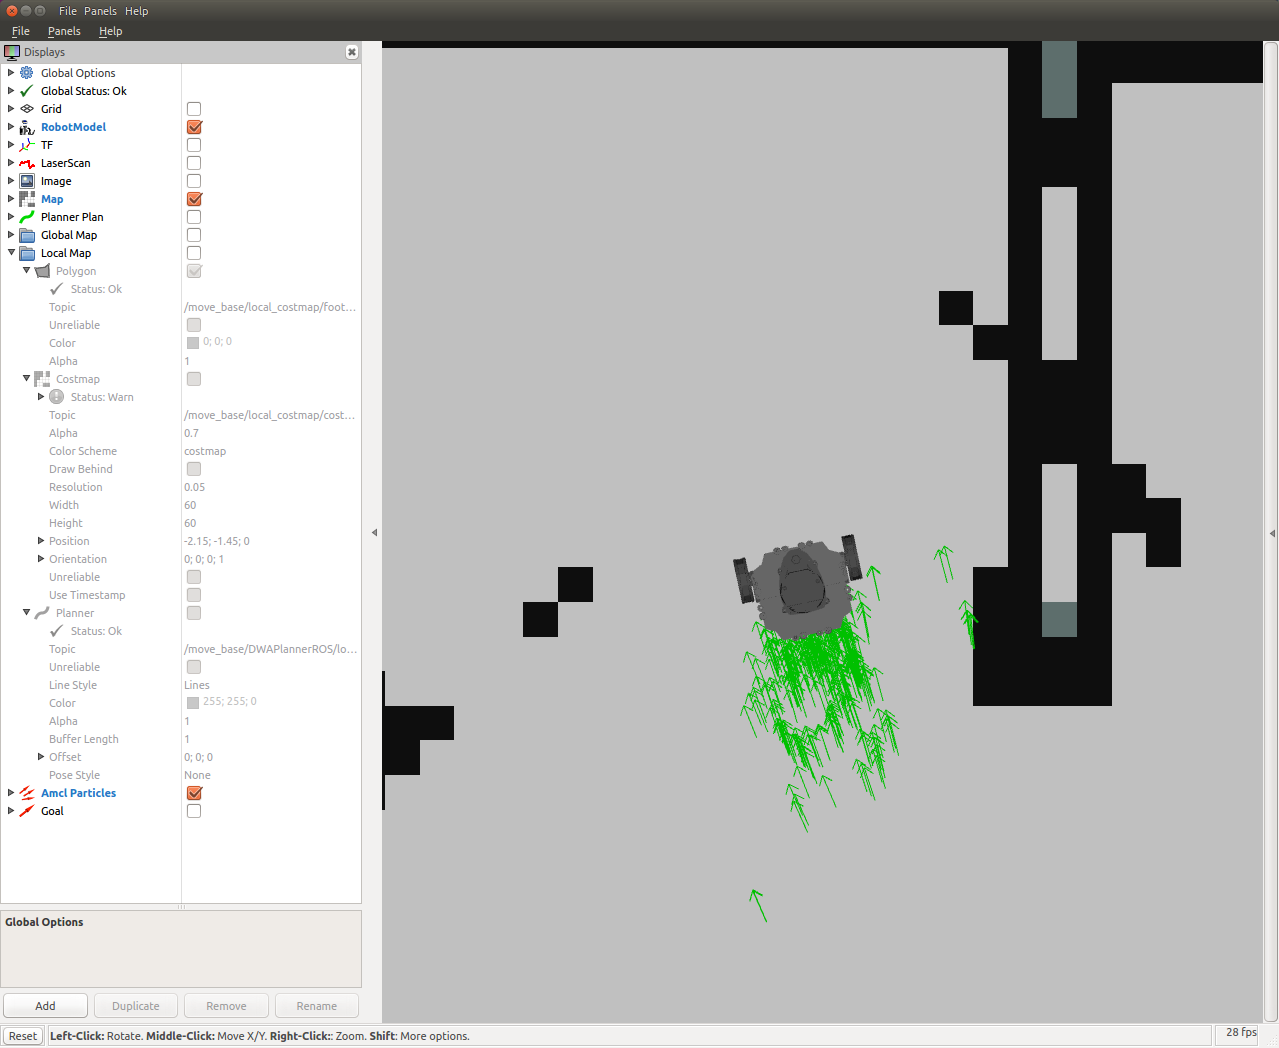 File Panels Help
File Panels Help
Displays
Global Options
Global Status: Ok
Grid
RobotModel
TF
LaserScan
Image
Map
Planner Plan
Global Map
Local Map
Polygon
Status: Ok
Topic /move_base/local_costmap/foot...
Unreliable
Color 0; 0; 0
Alpha 1
Costmap
Status: Warn
Topic /move_base/local_costmap/cost...
Alpha 0.7
Color Scheme costmap
Draw Behind
Resolution 0.05
Width 60
Height 60
Position -2.15; -1.45; 0
Orientation 0; 0; 0; 1
Unreliable
Use Timestamp
Planner
Status: Ok
Topic /move_base/DWAPlannerROS/lo...
Unreliable
Line Style Lines
Color 255; 255; 0
Alpha 1
Buffer Length 1
Offset 0; 0; 0
Pose Style None
Amcl Particles
Goal
Global Options
Add Duplicate Remove Rename
Reset Left-Click: Rotate. Middle-Click: Move X/Y. Right-Click:: Zoom. Shift: More options. 28 fps